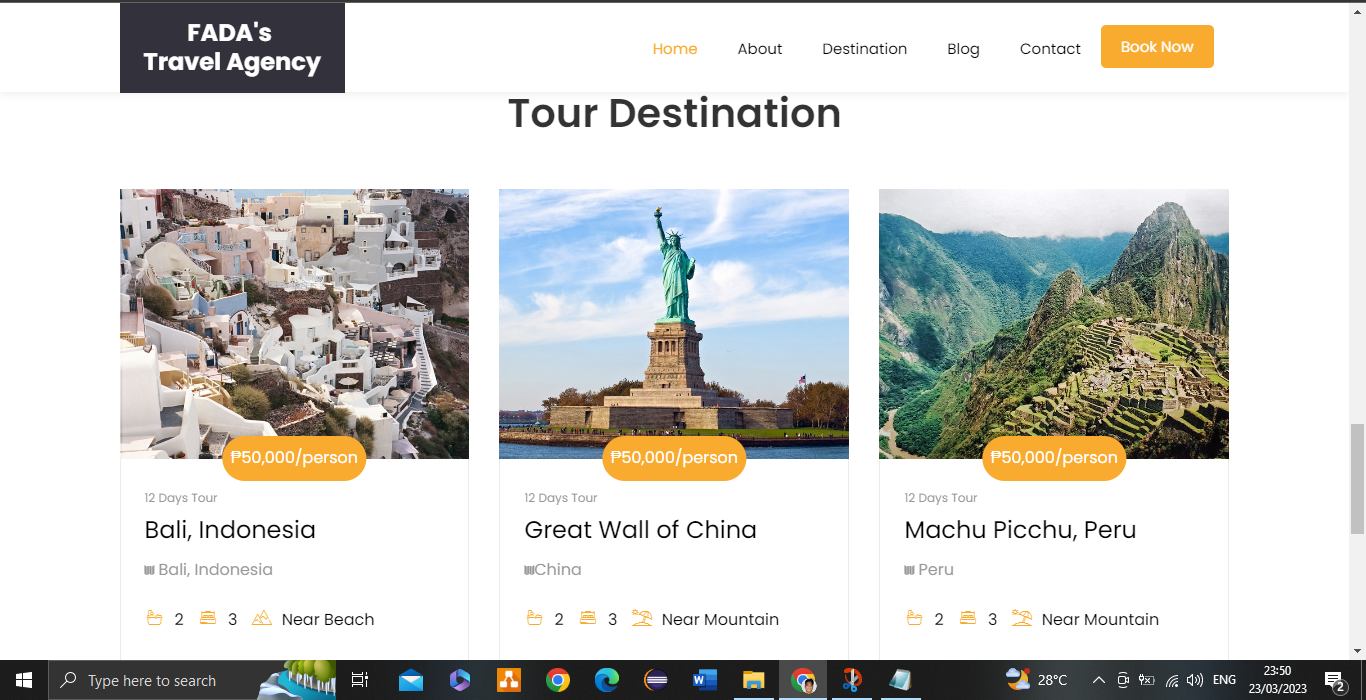 FADA's
Travel Agency
Home About Destination Blog Contact Book Now
Tour Destination
₱50,000/person ₱50,000/person ₱50,000/person
12 Days Tour 12 Days Tour 12 Days Tour
Bali, Indonesia Great Wall of China Machu Picchu, Peru
Bali, Indonesia China Peru
2 3 Near Beach 2 3 Near Mountain 2 3 Near Mountain
Type here to search 28°C ENG 23:50
23/03/2023 2